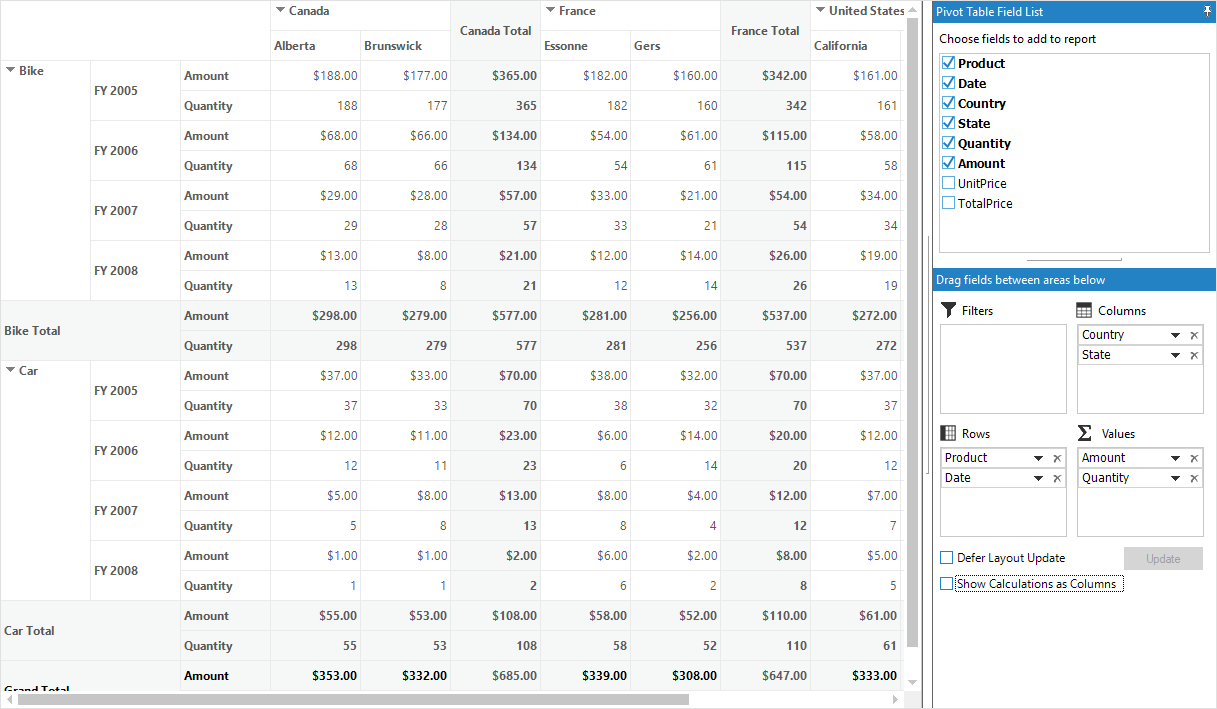 Canada France United States
Canada Total France Total
Alberta Brunswick Essonne Gers California
Bike FY 2005 Amount $188.00 $177.00 $365.00 $182.00 $160.00 $342.00 $161.00
Quantity 188 177 365 182 160 342 161
FY 2006 Amount $68.00 $66.00 $134.00 $54.00 $61.00 $115.00 $58.00
Quantity 68 66 134 54 61 115 58
FY 2007 Amount $29.00 $28.00 $57.00 $33.00 $21.00 $54.00 $34.00
Quantity 29 28 57 33 21 54 34
FY 2008 Amount $13.00 $8.00 $21.00 $12.00 $14.00 $26.00 $19.00
Quantity 13 8 21 12 14 26 19
Bike Total Amount $298.00 $279.00 $577.00 $281.00 $256.00 $537.00 $272.00
Quantity 298 279 577 281 256 537 272
Car FY 2005 Amount $37.00 $33.00 $70.00 $38.00 $32.00 $70.00 $37.00
Quantity 37 33 70 38 32 70 37
FY 2006 Amount $12.00 $11.00 $23.00 $6.00 $14.00 $20.00 $12.00
Quantity 12 11 23 6 14 20 12
FY 2007 Amount $5.00 $8.00 $13.00 $8.00 $4.00 $12.00 $7.00
Quantity 5 8 13 8 4 12 7
FY 2008 Amount $1.00 $1.00 $2.00 $6.00 $2.00 $8.00 $5.00
Quantity 1 1 2 6 2 8 5
Car Total Amount $55.00 $53.00 $108.00 $58.00 $52.00 $110.00 $61.00
Quantity 55 53 108 58 52 110 61
Grand Total Amount $353.00 $332.00 $685.00 $339.00 $308.00 $647.00 $333.00
Pivot Table Field List
Choose fields to add to report
Product
Date
Country
State
Quantity
Amount
UnitPrice
TotalPrice
Drag fields between areas below
Filters Columns
Country
State
Rows Values
Product Amount
Date Quantity
Defer Layout Update Update
Show Calculations as Columns